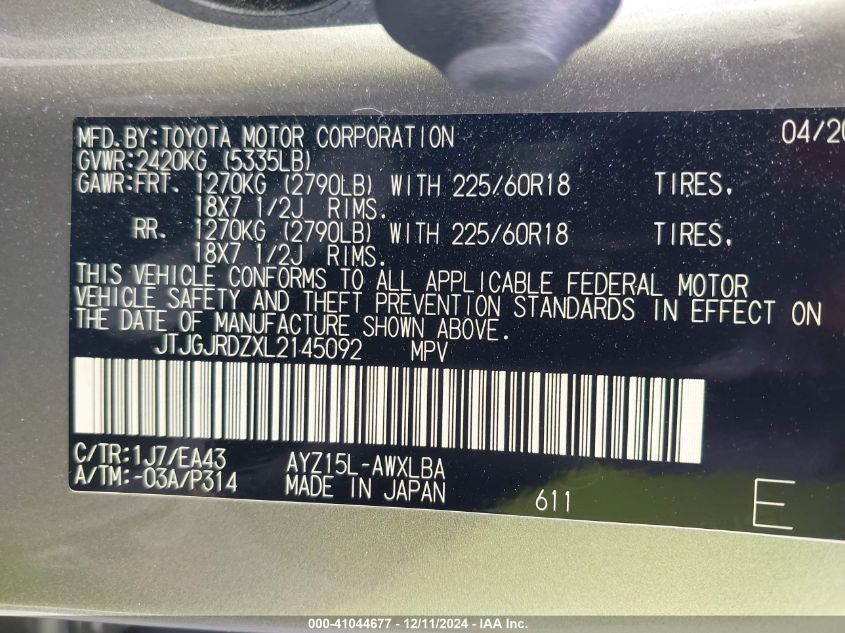 MFD.BY:TOYOTA MOTOR CORPORATION 04/20
GVWR:2420KG (5335LB)
GAWR:FRT. 1270KG (2790LB) WITH 225/60R18 TIRES,
18X7 1/2J RIMS.
RR. 1270KG (2790LB) WITH 225/60R18 TIRES,
18X7 1/2J RIMS.
THIS VEHICLE CONFORMS TO ALL APPLICABLE FEDERAL MOTOR
VEHICLE SAFETY AND THEFT PREVENTION STANDARDS IN EFFECT ON
THE DATE OF MANUFACTURE SHOWN ABOVE.
JTJGJRDZXL2145092 MPV
C/TR:1J7/EA43 AYZ15L-AWXLBA
A/TM:-03A/P314 MADE IN JAPAN
611 E
000-41044677 - 12/11/2024 - IAA Inc.